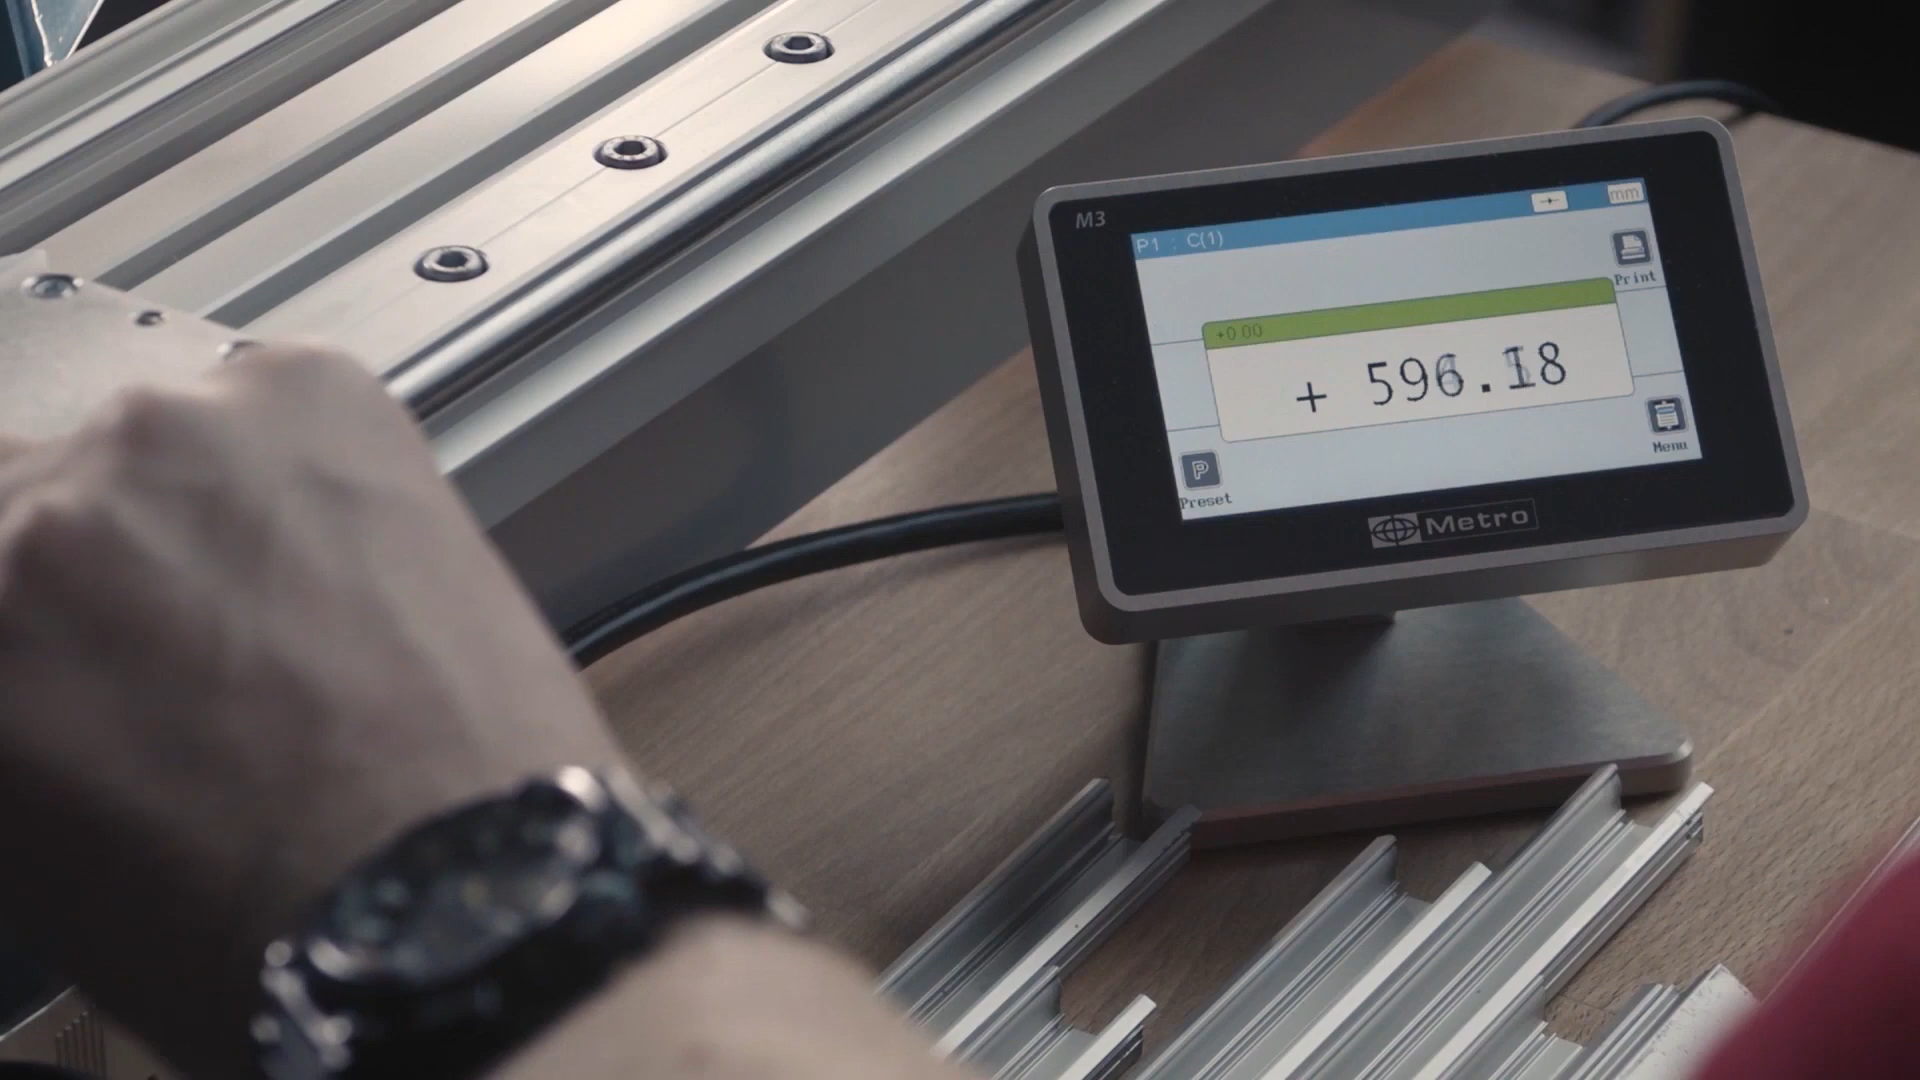 M3
P1 : C(1)
mm
Print
+0.00
+ 596.18
Menu
P
Preset
Metro